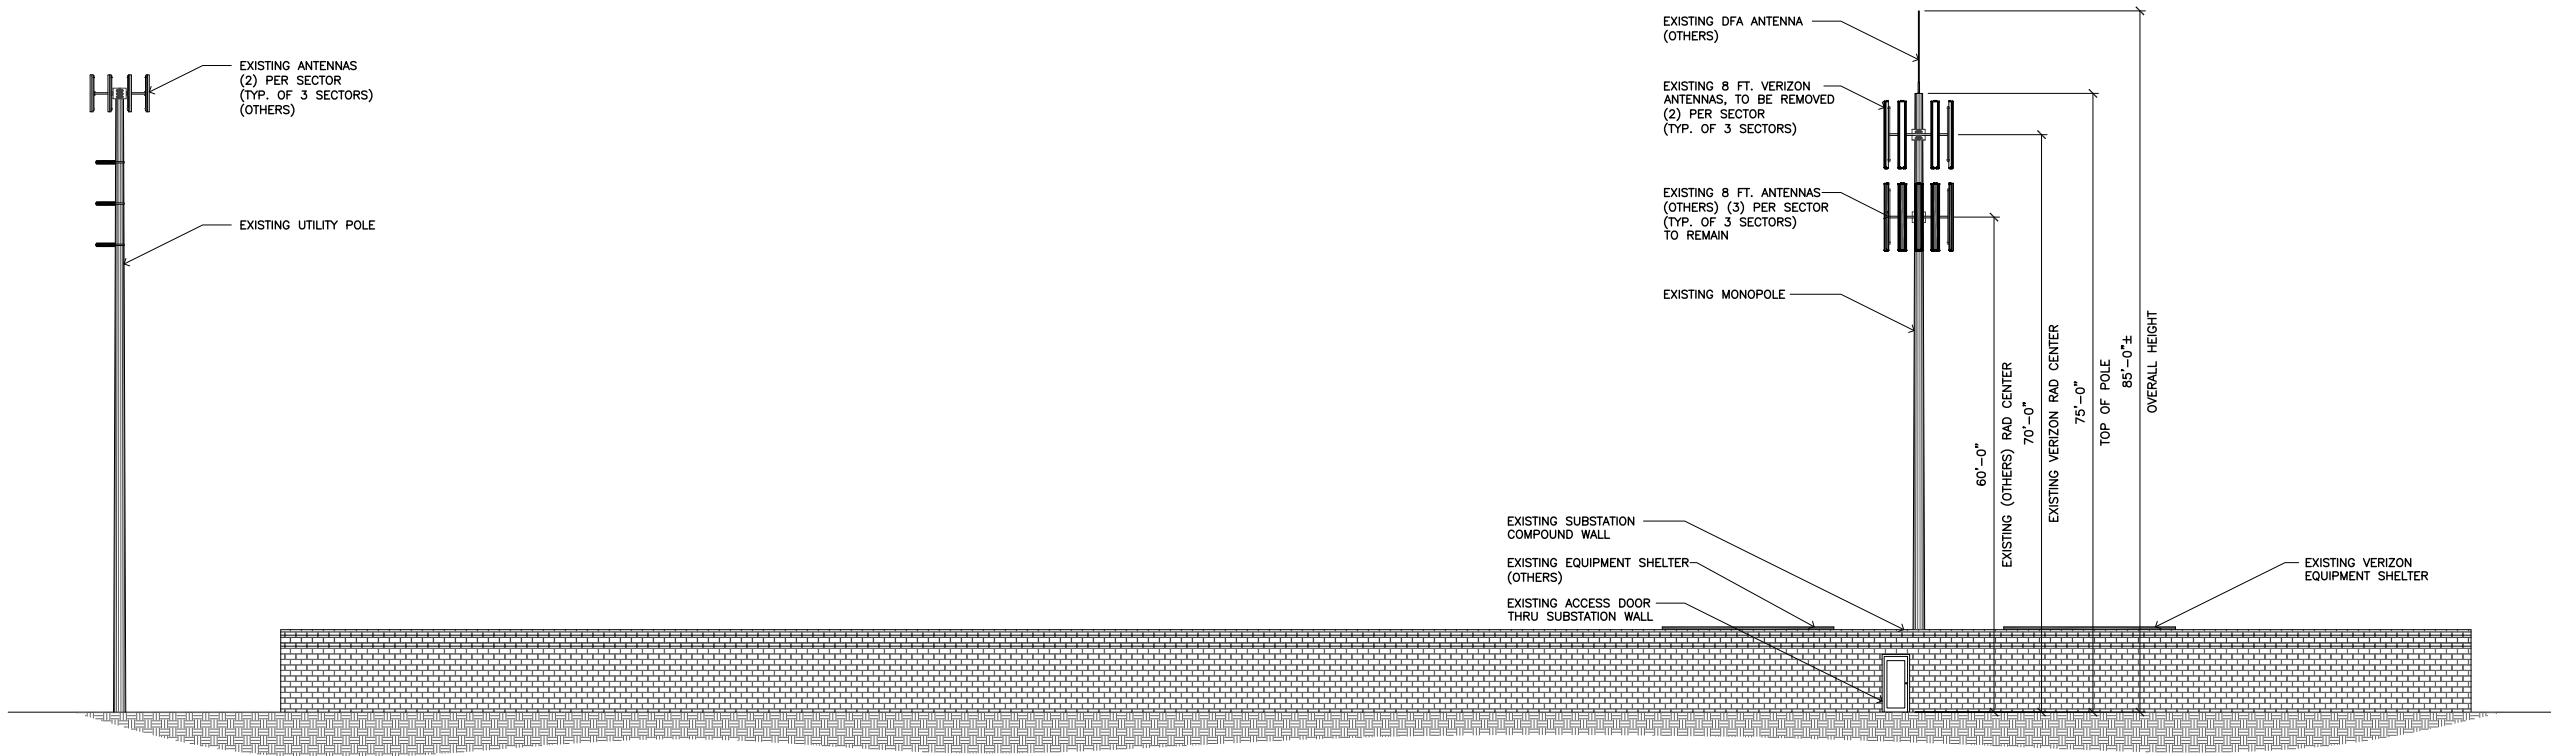 EXISTING ANTENNAS
(2) PER SECTOR
(TYP. OF 3 SECTORS)
(OTHERS)
EXISTING UTILITY POLE
EXISTING DFA ANTENNA
(OTHERS)
EXISTING 8 FT. VERIZON
ANTENNAS, TO BE REMOVED
(2) PER SECTOR
(TYP. OF 3 SECTORS)
EXISTING 8 FT. ANTENNAS
(OTHERS) (3) PER SECTOR
(TYP. OF 3 SECTORS)
TO REMAIN
EXISTING MONOPOLE
EXISTING SUBSTATION
COMPOUND WALL
EXISTING EQUIPMENT SHELTER
(OTHERS)
EXISTING ACCESS DOOR
THRU SUBSTATION WALL
60'-0"
EXISTING (OTHERS) RAD CENTER
70'-0"
EXISTING VERIZON RAD CENTER
75'-0"
TOP OF POLE
85'-0"±
OVERALL HEIGHT
EXISTING VERIZON
EQUIPMENT SHELTER